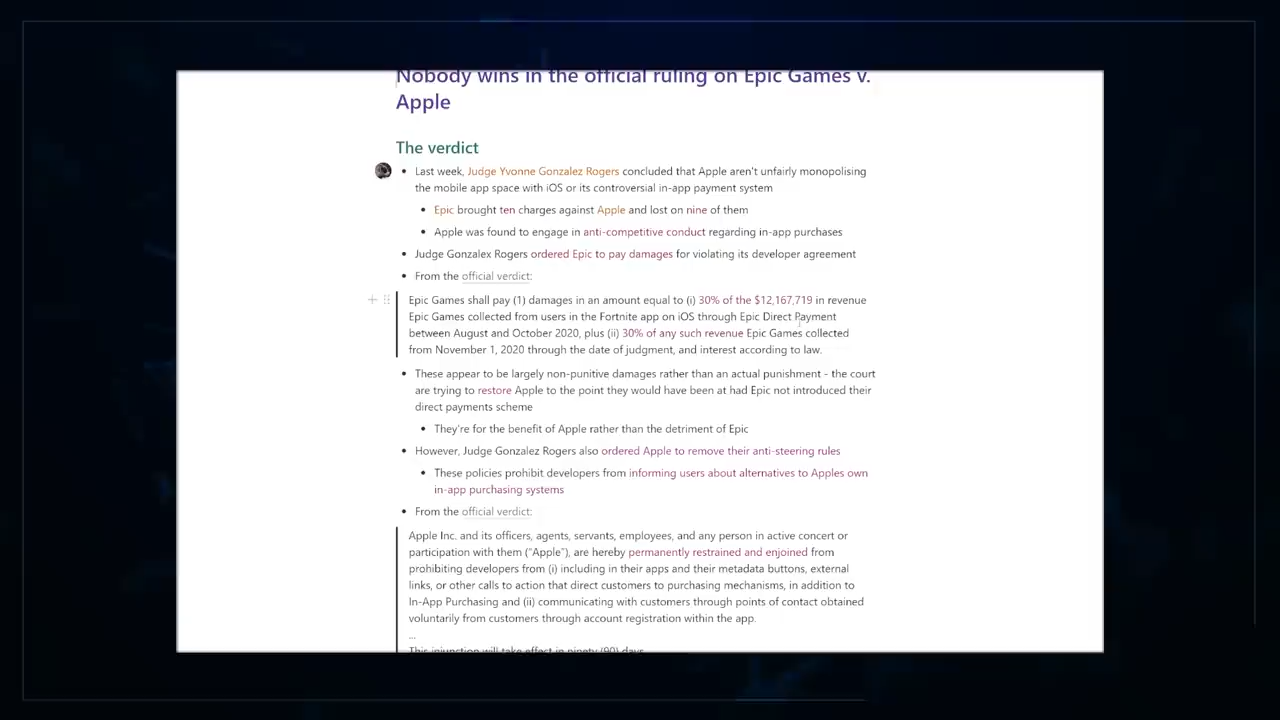 Nobody wins in the official ruling on Epic Games v.
Apple
The verdict
Last week, Judge Yvonne Gonzalez Rogers concluded that Apple aren't unfairly monopolising
the mobile app space with iOS or its controversial in-app payment system
Epic brought ten charges against Apple and lost on nine of them
Apple was found to engage in anti-competitive conduct regarding in-app purchases
Judge Gonzalex Rogers ordered Epic to pay damages for violating its developer agreement
From the official verdict:
Epic Games shall pay (1) damages in an amount equal to (i) 30% of the $12,167,719 in revenue
Epic Games collected from users in the Fortnite app on iOS through Epic Direct Payment
between August and October 2020, plus (ii) 30% of any such revenue Epic Games collected
from November 1, 2020 through the date of judgment, and interest according to law.
These appear to be largely non-punitive damages rather than an actual punishment - the court
are trying to restore Apple to the point they would have been at had Epic not introduced their
direct payments scheme
They're for the benefit of Apple rather than the detriment of Epic
However, Judge Gonzalez Rogers also ordered Apple to remove their anti-steering rules
These policies prohibit developers from informing users about alternatives to Apples own
in-app purchasing systems
From the official verdict:
Apple Inc. and its officers, agents, servants, employees, and any person in active concert or
participation with them ("Apple"), are hereby permanently restrained and enjoined from
prohibiting developers from (i) including in their apps and their metadata buttons, external
links, or other calls to action that direct customers to purchasing mechanisms, in addition to
In-App Purchasing and (ii) communicating with customers through points of contact obtained
voluntarily from customers through account registration within the app.
...
This injunction will take effect in ninety (90) days